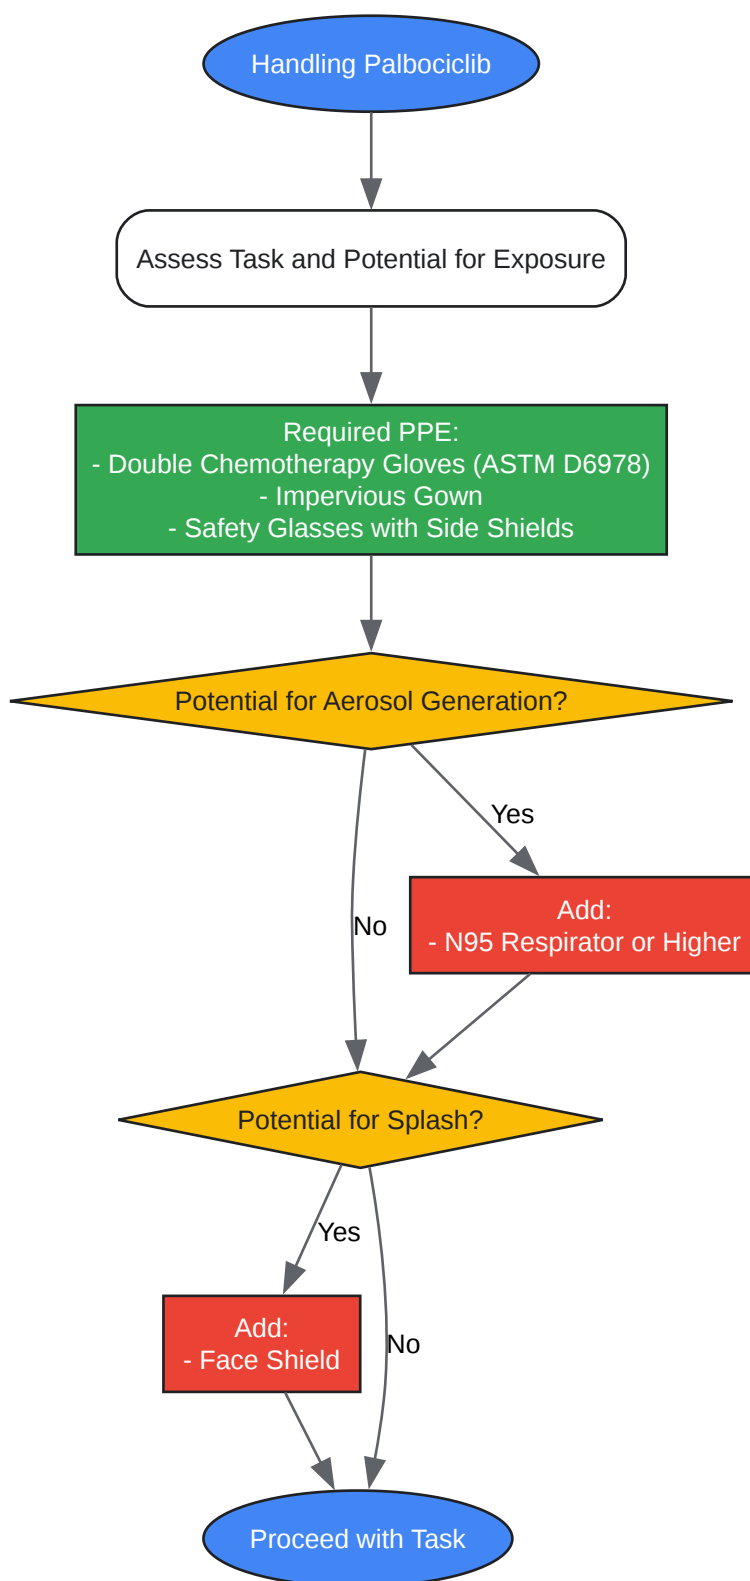 Handling Palbociclib
Assess Task and Potential for Exposure
Required PPE:
- Double Chemotherapy Gloves (ASTM D6978)
- Impervious Gown
- Safety Glasses with Side Shields
Potential for Aerosol Generation?
Yes
Add:
- N95 Respirator or Higher
No
Potential for Splash?
Yes
Add:
- Face Shield
No
Proceed with Task